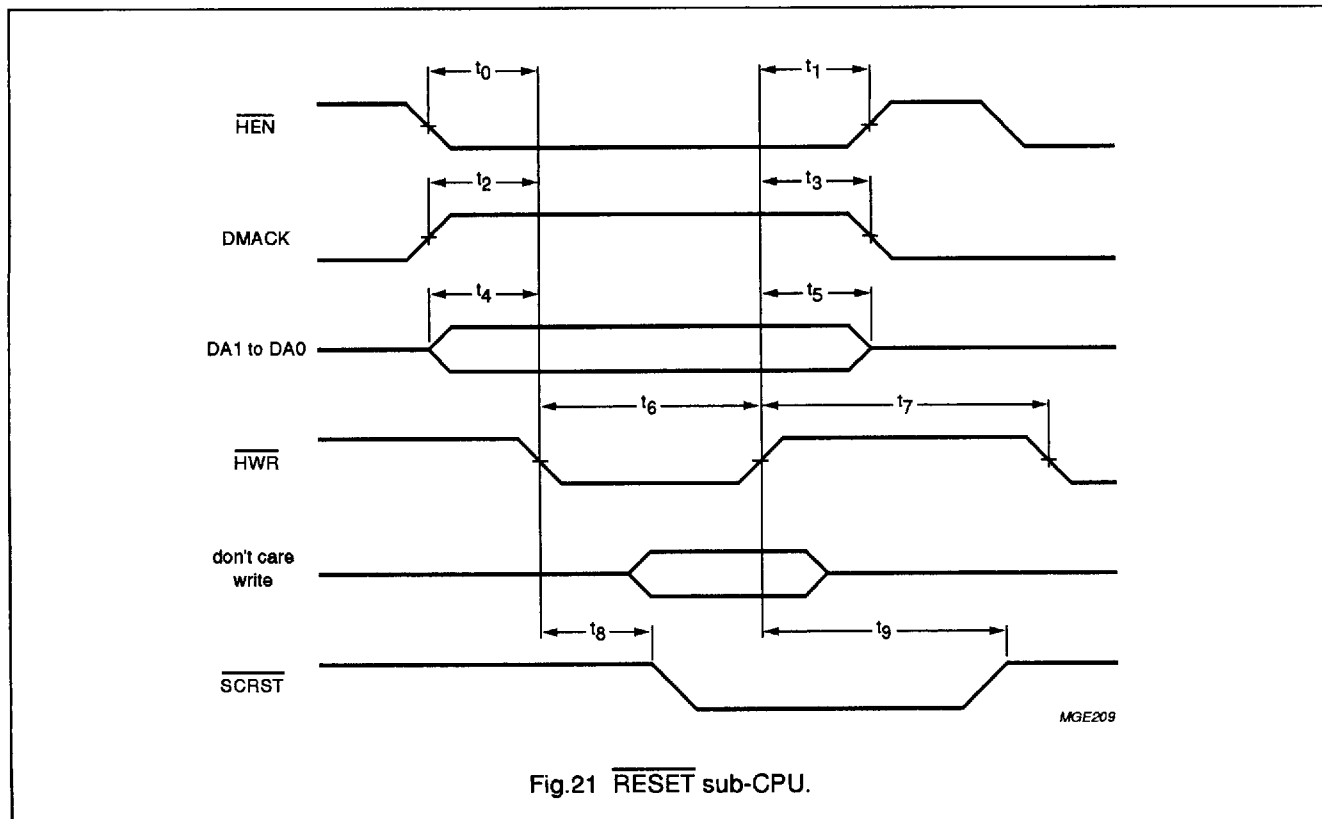 t0 t1
HEN
t2 t3
DMACK
t4 t5
DA1 to DA0
t6 t7
HWR
don't care
write
t8 t9
SCRST
MGE209
Fig.21 RESET sub-CPU.